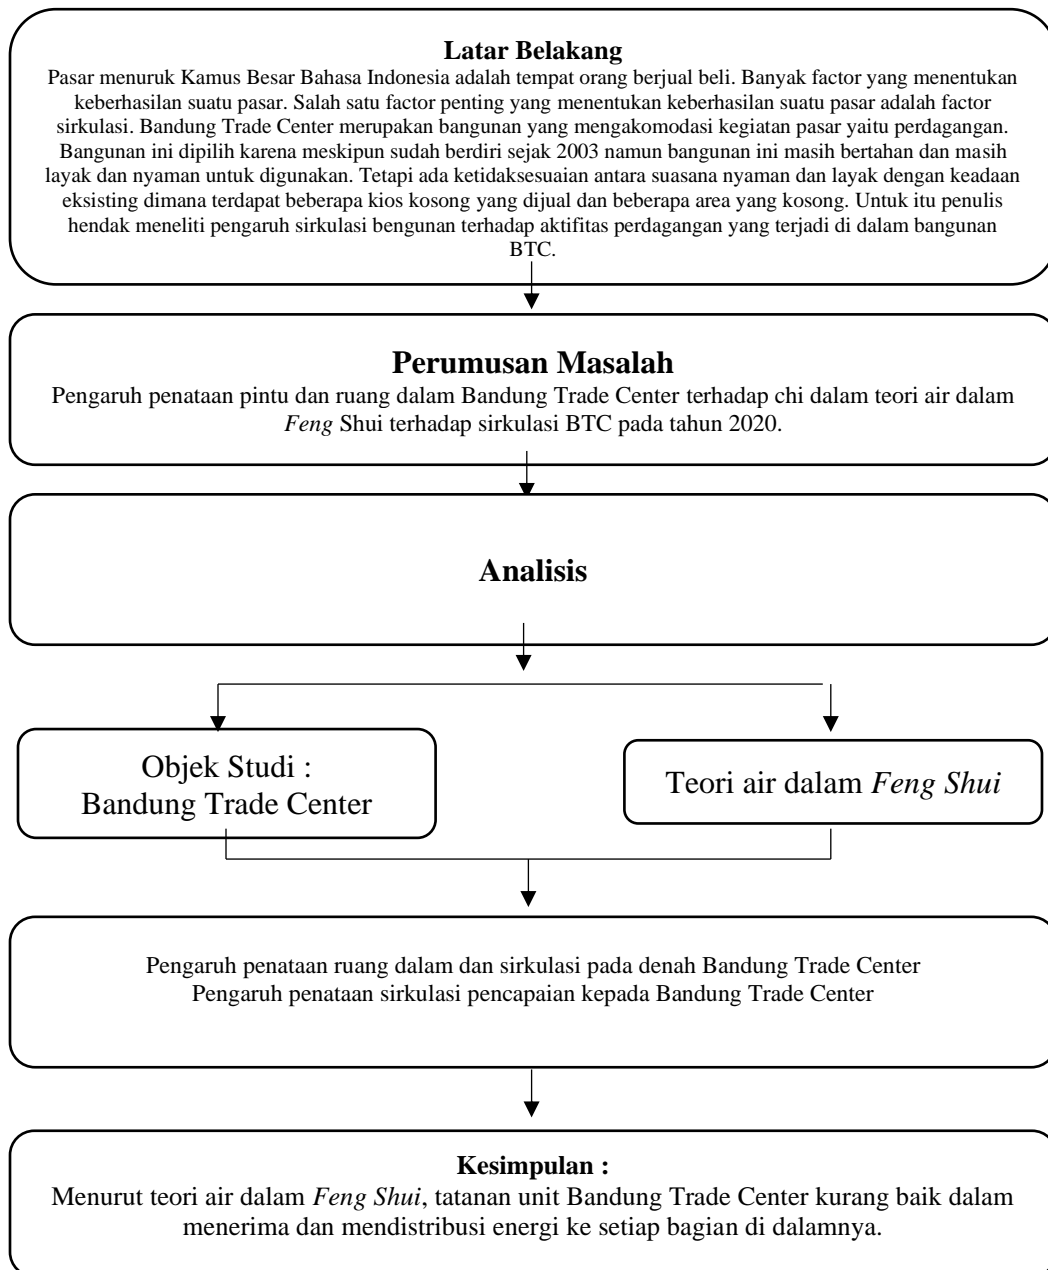 Latar Belakang
Pasar menuruk Kamus Besar Bahasa Indonesia adalah tempat orang berjual beli. Banyak factor yang menentukan
keberhasilan suatu pasar. Salah satu factor penting yang menentukan keberhasilan suatu pasar adalah factor
sirkulasi. Bandung Trade Center merupakan bangunan yang mengakomodasi kegiatan pasar yaitu perdagangan.
Bangunan ini dipilih karena meskipun sudah berdiri sejak 2003 namun bangunan ini masih bertahan dan masih
layak dan nyaman untuk digunakan. Tetapi ada ketidaksesuaian antara suasana nyaman dan layak dengan keadaan
eksisting dimana terdapat beberapa kios kosong yang dijual dan beberapa area yang kosong. Untuk itu penulis
hendak meneliti pengaruh sirkulasi bengunan terhadap aktifitas perdagangan yang terjadi di dalam bangunan
BTC.
Perumusan Masalah
Pengaruh penataan pintu dan ruang dalam Bandung Trade Center terhadap chi dalam teori air dalam
Feng Shui terhadap sirkulasi BTC pada tahun 2020.
Analisis
Objek Studi :
Bandung Trade Center
Teori air dalam Feng Shui
Pengaruh penataan ruang dalam dan sirkulasi pada denah Bandung Trade Center
Pengaruh penataan sirkulasi pencapaian kepada Bandung Trade Center
Kesimpulan :
Menurut teori air dalam Feng Shui, tatanan unit Bandung Trade Center kurang baik dalam
menerima dan mendistribusi energi ke setiap bagian di dalamnya.